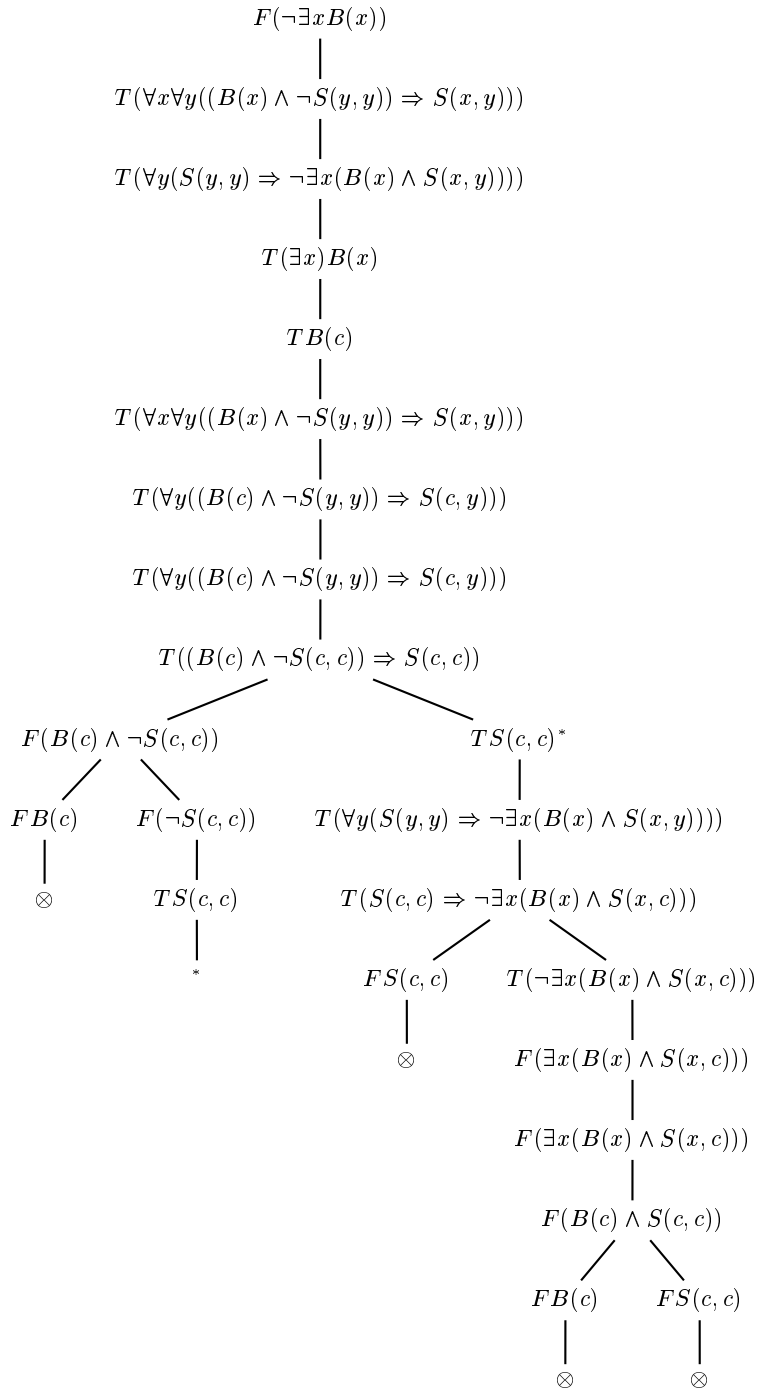 F(¬∃xB(x))
T(∀x∀y((B(x) ∧ ¬S(y, y)) ⇒ S(x, y)))
T(∀y(S(y, y) ⇒ ¬∃x(B(x) ∧ S(x, y))))
T(∃x)B(x)
TB(c)
T(∀x∀y((B(x) ∧ ¬S(y, y)) ⇒ S(x, y)))
T(∀y((B(c) ∧ ¬S(y, y)) ⇒ S(c, y)))
T(∀y((B(c) ∧ ¬S(y, y)) ⇒ S(c, y)))
T((B(c) ∧ ¬S(c, c)) ⇒ S(c, c))
F(B(c) ∧ ¬S(c, c)) TS(c, c)*
FB(c) F(¬S(c, c)) T(∀y(S(y, y) ⇒ ¬∃x(B(x) ∧ S(x, y))))
⊗ TS(c, c) T(S(c, c) ⇒ ¬∃x(B(x) ∧ S(x, c)))
* FS(c, c) T(¬∃x(B(x) ∧ S(x, c)))
⊗ F(∃x(B(x) ∧ S(x, c)))
F(∃x(B(x) ∧ S(x, c)))
F(B(c) ∧ S(c, c))
FB(c) FS(c, c)
⊗ ⊗